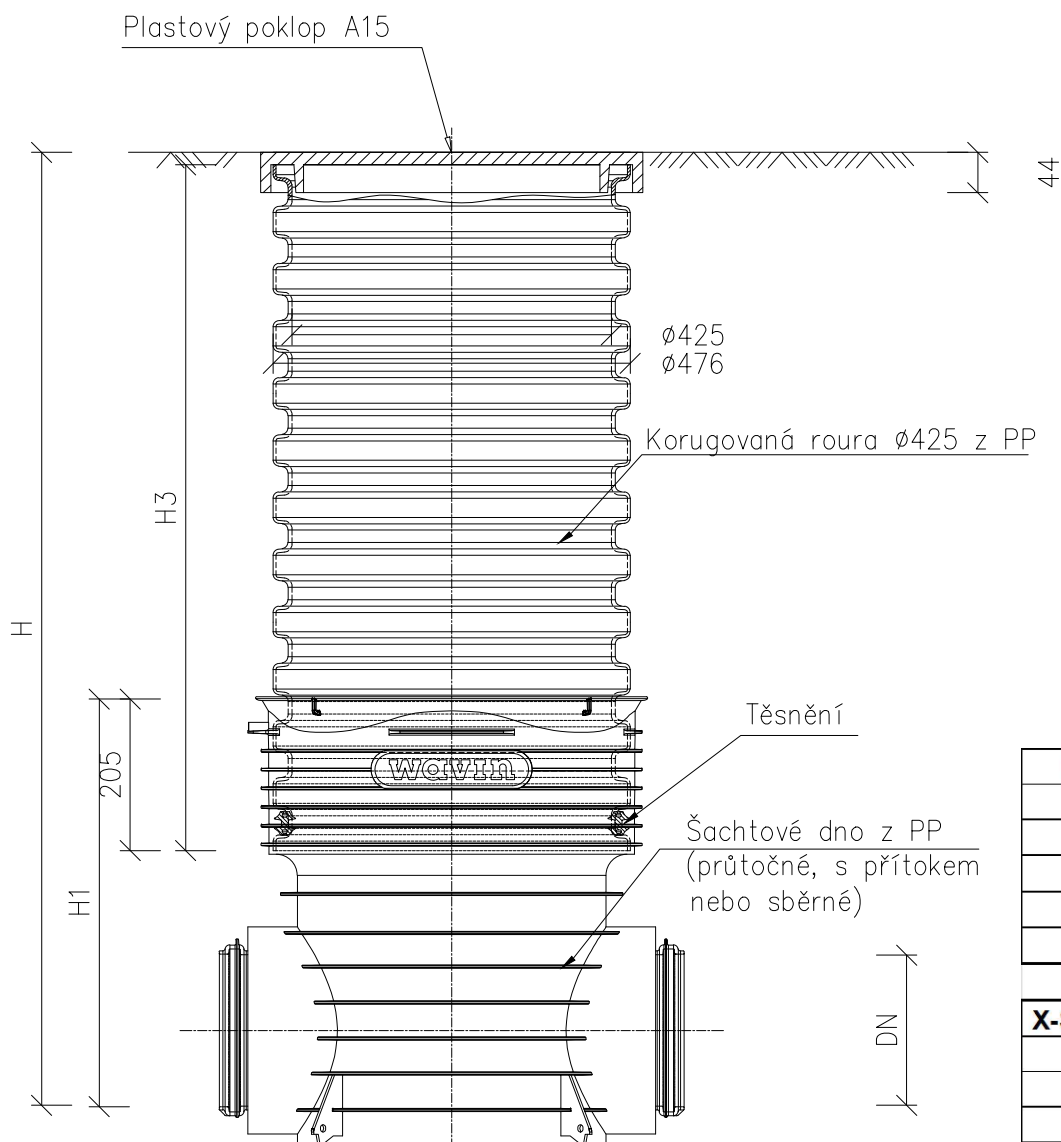 Plastový poklop A15
44
ø425
ø476
Korugovaná roura ø425 z PP
H3
H
Těsnění
205
wavin
Šachtové dno z PP
(průtočné, s přítokem
nebo sběrné)
H1
DN